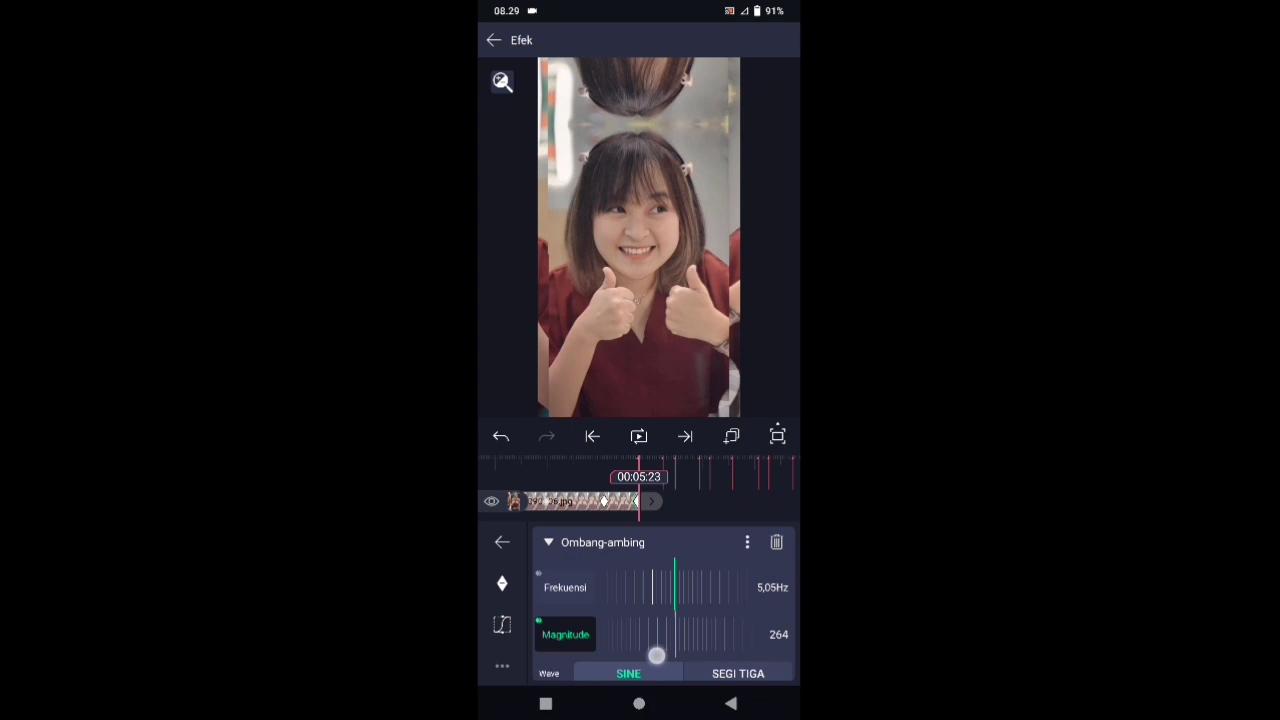 08.29 91%
Efek
00:05:23
Ombang-ambing
Frekuensi 5,05Hz
Magnitude 264
Wave SINE SEGI TIGA